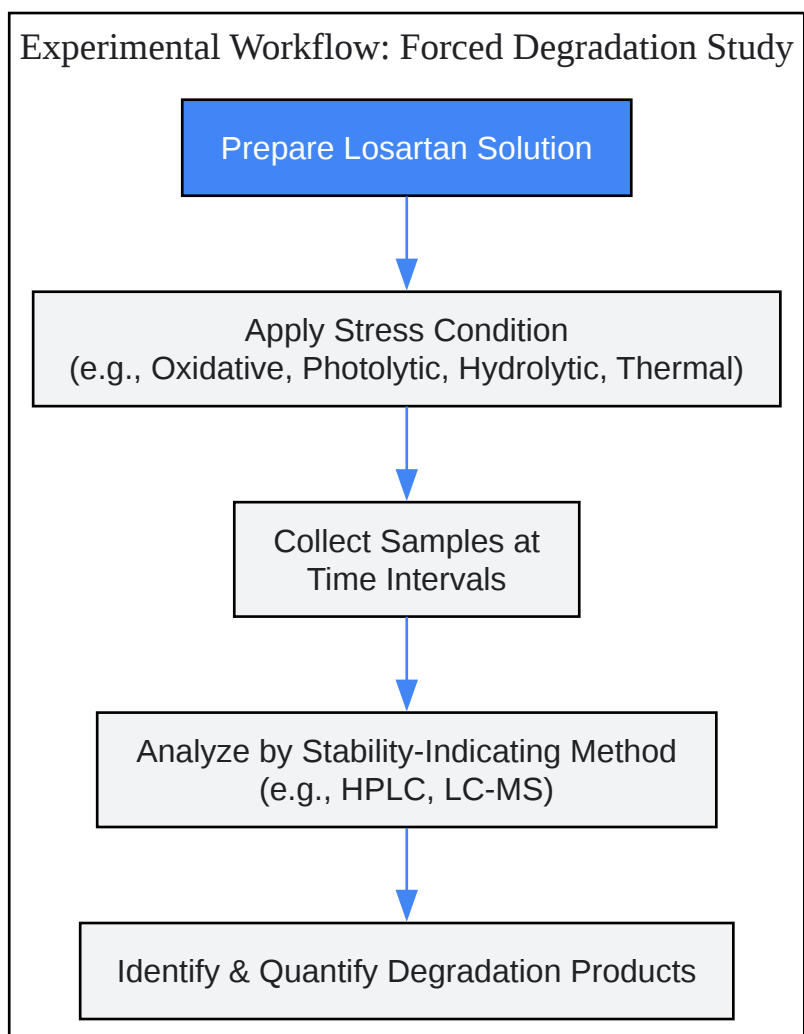 Experimental Workflow: Forced Degradation Study
Prepare Losartan Solution
Apply Stress Condition
(e.g., Oxidative, Photolytic, Hydrolytic, Thermal)
Collect Samples at
Time Intervals
Analyze by Stability-Indicating Method
(e.g., HPLC, LC-MS)
Identify & Quantify Degradation Products